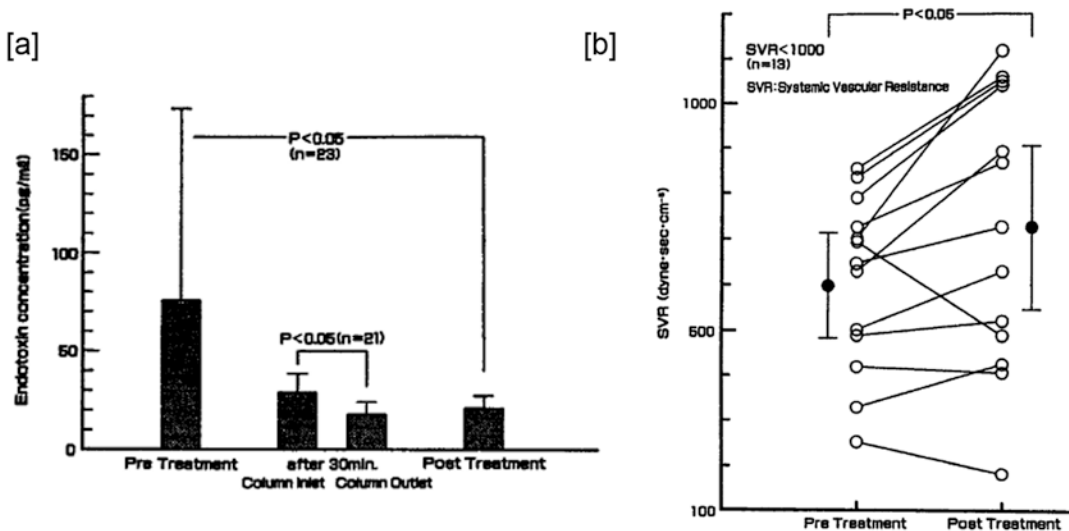 [a]
Endotoxin concentration(pg/ml)
150
100
50
0
P<0.05
(n=23)
P<0.05(n=21)
Pre Treatment
after 30min.
Column Inlet
Column Outlet
Post Treatment
[b]
P<0.05
SVR<1000
(n=13)
SVR:Systemic Vascular Resistance
SVR (dyne·sec·cm⁻⁵)
1000
500
100
Pre Treatment
Post Treatment